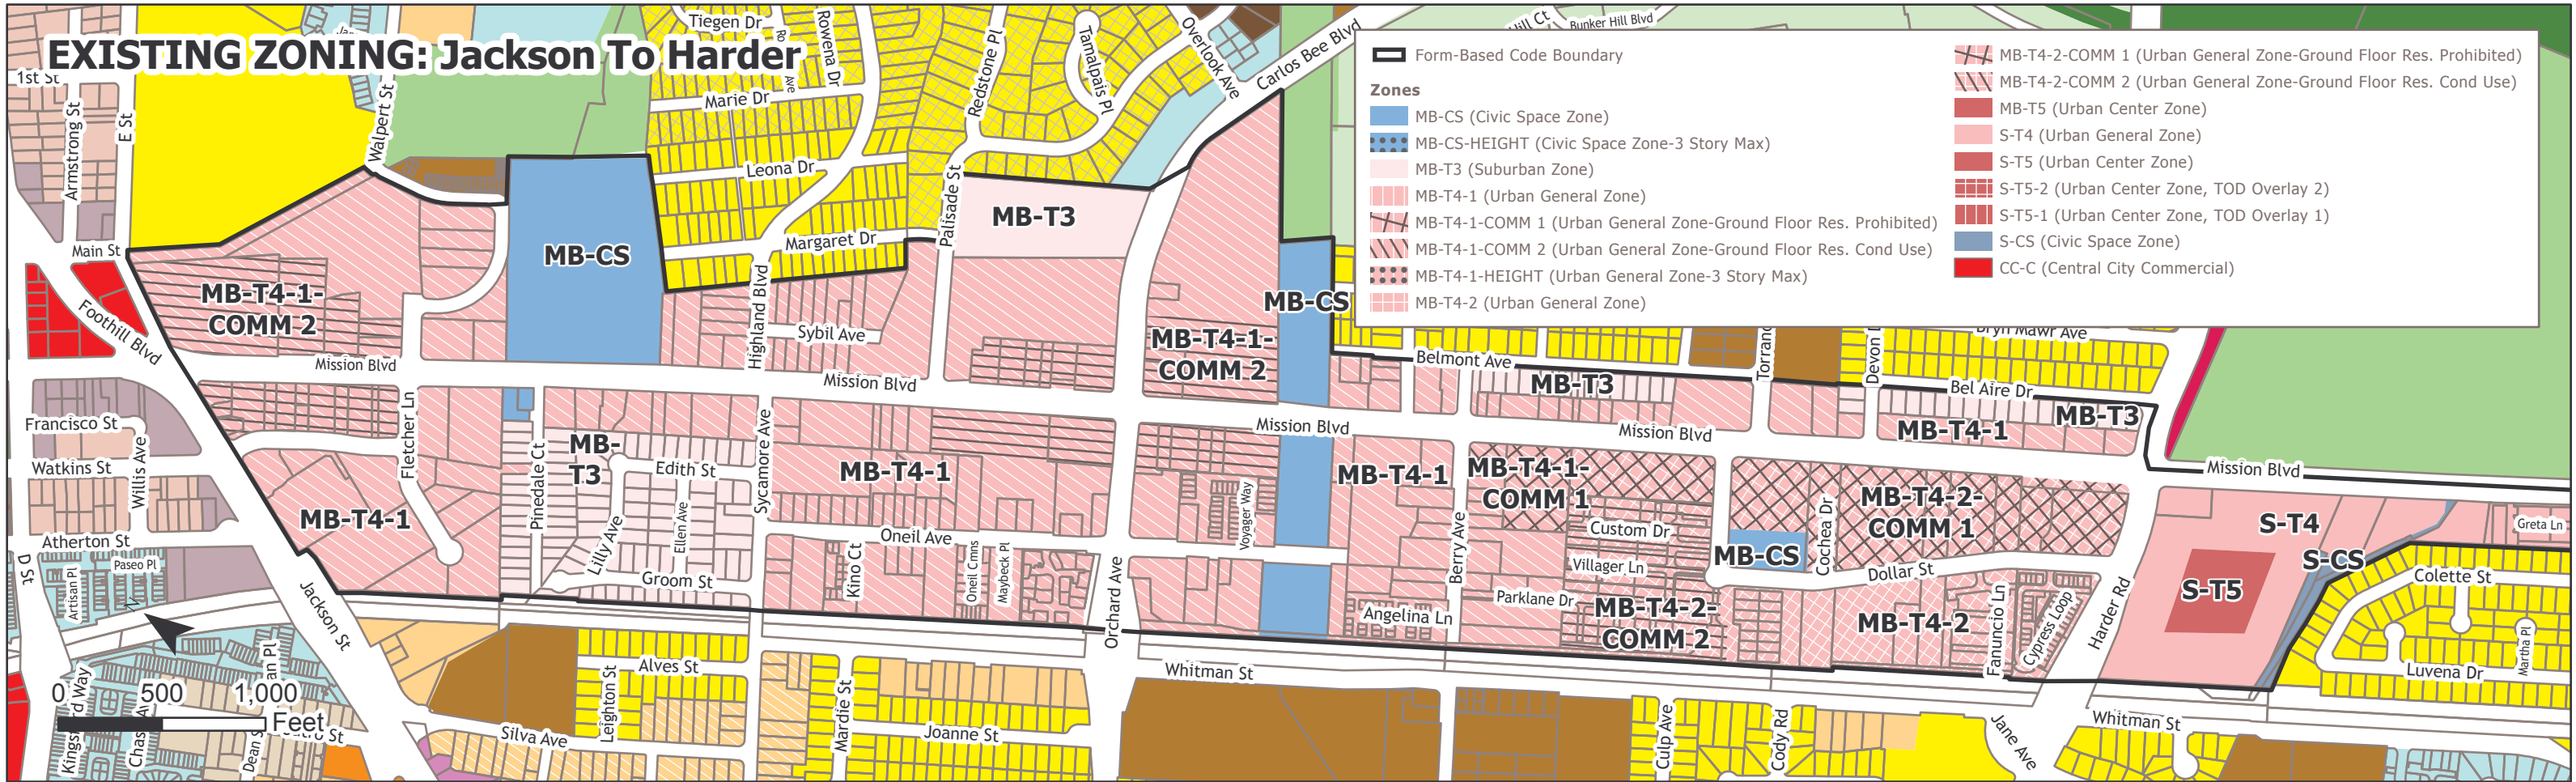 EXISTING ZONING: Jackson To Harder
Form-Based Code Boundary
Zones
MB-CS (Civic Space Zone)
MB-CS-HEIGHT (Civic Space Zone-3 Story Max)
MB-T3 (Suburban Zone)
MB-T4-1 (Urban General Zone)
MB-T4-1-COMM 1 (Urban General Zone-Ground Floor Res. Prohibited)
MB-T4-1-COMM 2 (Urban General Zone-Ground Floor Res. Cond Use)
MB-T4-1-HEIGHT (Urban General Zone-3 Story Max)
MB-T4-2 (Urban General Zone)
MB-T4-2-COMM 1 (Urban General Zone-Ground Floor Res. Prohibited)
MB-T4-2-COMM 2 (Urban General Zone-Ground Floor Res. Cond Use)
MB-T5 (Urban Center Zone)
S-T4 (Urban General Zone)
S-T5 (Urban Center Zone)
S-T5-2 (Urban Center Zone, TOD Overlay 2)
S-T5-1 (Urban Center Zone, TOD Overlay 1)
S-CS (Civic Space Zone)
CC-C (Central City Commercial)
1st St
Armstrong St
E St
Walpert St
Main St
Foothill Blvd
Tiegen Dr
Rowena Dr
Marie Dr
Leona Dr
Margaret Dr
Highland Blvd
Sybil Ave
Palisade St
Redstone Pl
Tamalpais Pl
Overlook Ave
Carlos Bee Blvd
Bunker Hill Blvd
Hill Ct
MB-T4-1-
COMM 2
MB-CS
MB-T3
MB-CS
MB-T4-1-
COMM 2
Mission Blvd
Mission Blvd
Mission Blvd
Mission Blvd
Mission Blvd
Belmont Ave
Bryn Mawr Ave
Bel Aire Dr
MB-T3
MB-T3
MB-T4-1
Francisco St
Watkins St
Willis Ave
Atherton St
D St
Artisan Pl
Paseo Pl
Jackson St
Fletcher Ln
MB-T4-1
Pinedale Ct
MB-
T3
Edith St
Lilly Ave
Ellen Ave
Groom St
Sycamore Ave
MB-T4-1
Oneil Ave
Kino Ct
Oneil Cmns
Maybeck Pl
Orchard Ave
Voyager Way
MB-T4-1
Berry Ave
Angelina Ln
MB-T4-1-
COMM 1
Custom Dr
Villager Ln
Parklane Dr
MB-T4-2-
COMM 2
MB-CS
Cochea Dr
MB-T4-2-
COMM 1
Dollar St
MB-T4-2
Fanuncio Ln
Cypress Loop
Harder Rd
S-T4
S-CS
S-T5
Greta Ln
Colette St
Luvena Dr
Martha Pl
N
0 500 1,000
Feet
Silva Ave
Leighton St
Alves St
Mardie St
Joanne St
Whitman St
Culp Ave
Cody Rd
Jane Ave
Whitman St